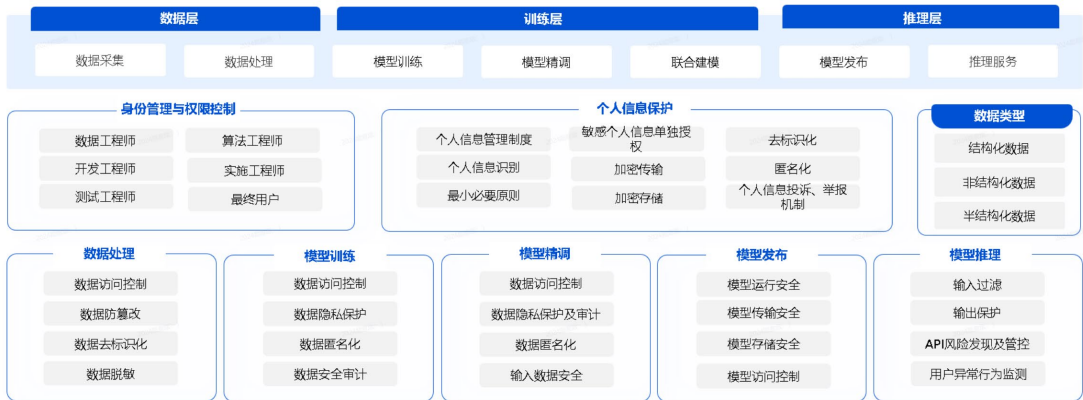 数据层
训练层
推理层
数据采集
数据处理
模型训练
模型精调
联合建模
模型发布
推理服务
身份管理与权限控制
数据工程师
算法工程师
开发工程师
实施工程师
测试工程师
最终用户
个人信息保护
个人信息管理制度
敏感个人信息单独授
权
去标识化
个人信息识别
加密传输
匿名化
最小必要原则
加密存储
个人信息投诉、举报
机制
数据类型
结构化数据
非结构化数据
半结构化数据
数据处理
数据访问控制
数据防篡改
数据去标识化
数据脱敏
模型训练
数据访问控制
数据隐私保护
数据匿名化
数据安全审计
模型精调
数据访问控制
数据隐私保护及审计
数据匿名化
输入数据安全
模型发布
模型运行安全
模型传输安全
模型存储安全
模型访问控制
模型推理
输入过滤
输出保护
API风险发现及管控
用户异常行为监测